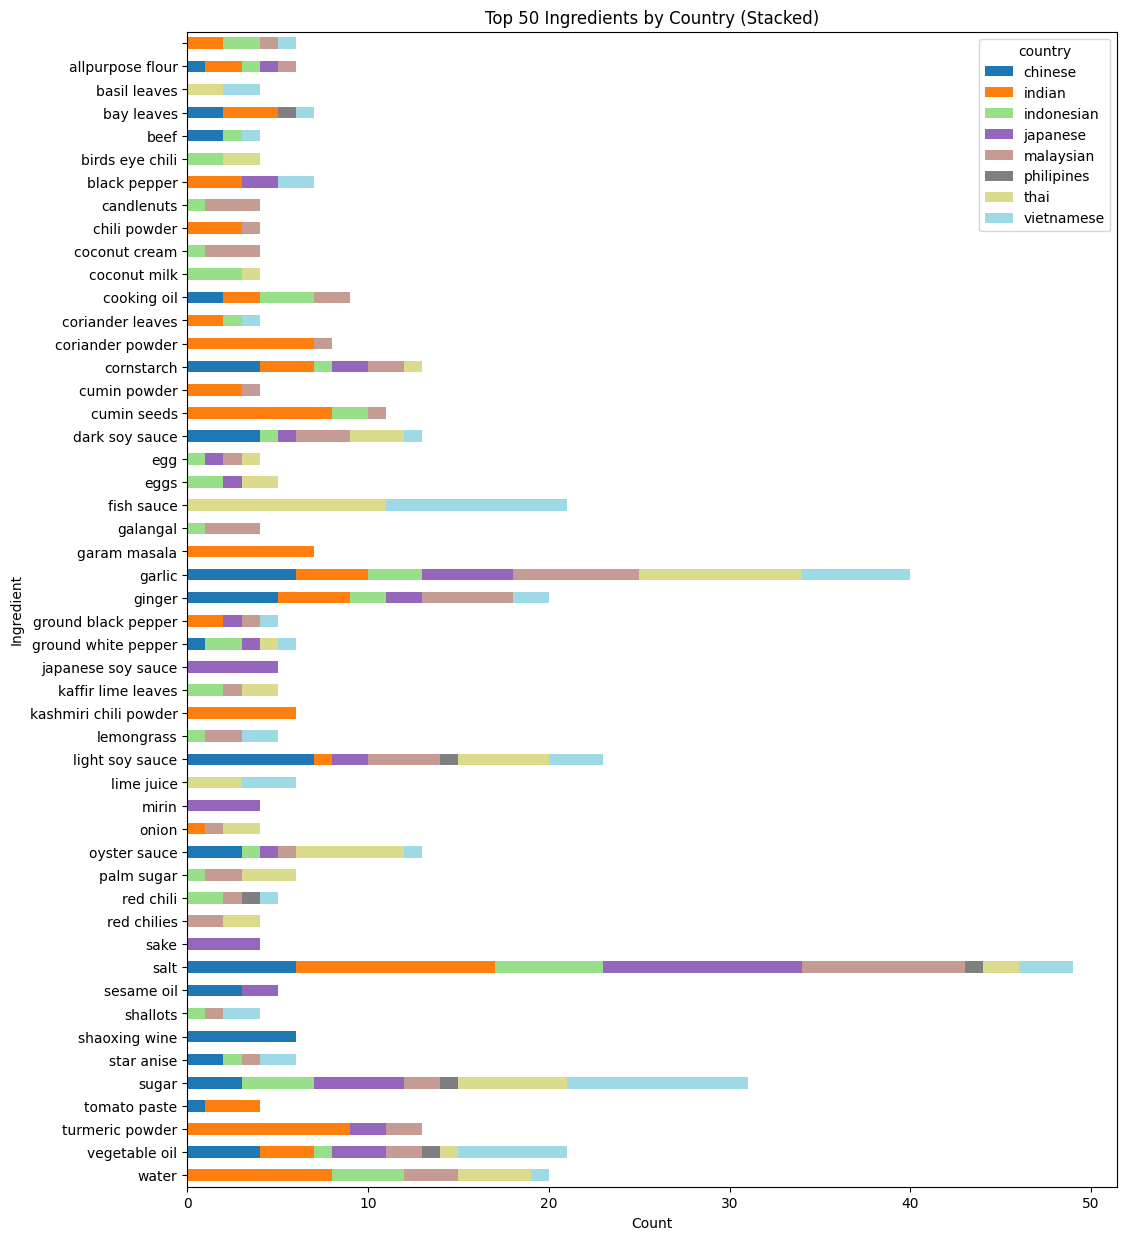 Top 50 Ingredients by Country (Stacked)
country
chinese
indian
indonesian
japanese
malaysian
philipines
thai
vietnamese
Ingredient
allpurpose flour
basil leaves
bay leaves
beef
birds eye chili
black pepper
candlenuts
chili powder
coconut cream
coconut milk
cooking oil
coriander leaves
coriander powder
cornstarch
cumin powder
cumin seeds
dark soy sauce
egg
eggs
fish sauce
galangal
garam masala
garlic
ginger
ground black pepper
ground white pepper
japanese soy sauce
kaffir lime leaves
kashmiri chili powder
lemongrass
light soy sauce
lime juice
mirin
onion
oyster sauce
palm sugar
red chili
red chilies
sake
salt
sesame oil
shallots
shaoxing wine
star anise
sugar
tomato paste
turmeric powder
vegetable oil
water
0 10 20 30 40 50
Count